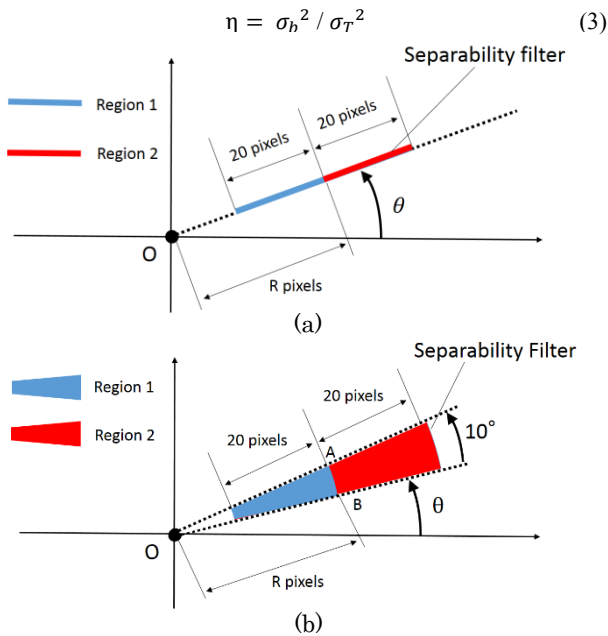 η = σ_b² / σ_T² (3)
Separability filter
Region 1
20 pixels
20 pixels
Region 2
θ
O
R pixels
(a)
Separability Filter
Region 1
20 pixels
Region 2
20 pixels
10°
A
B
θ
O
R pixels
(b)